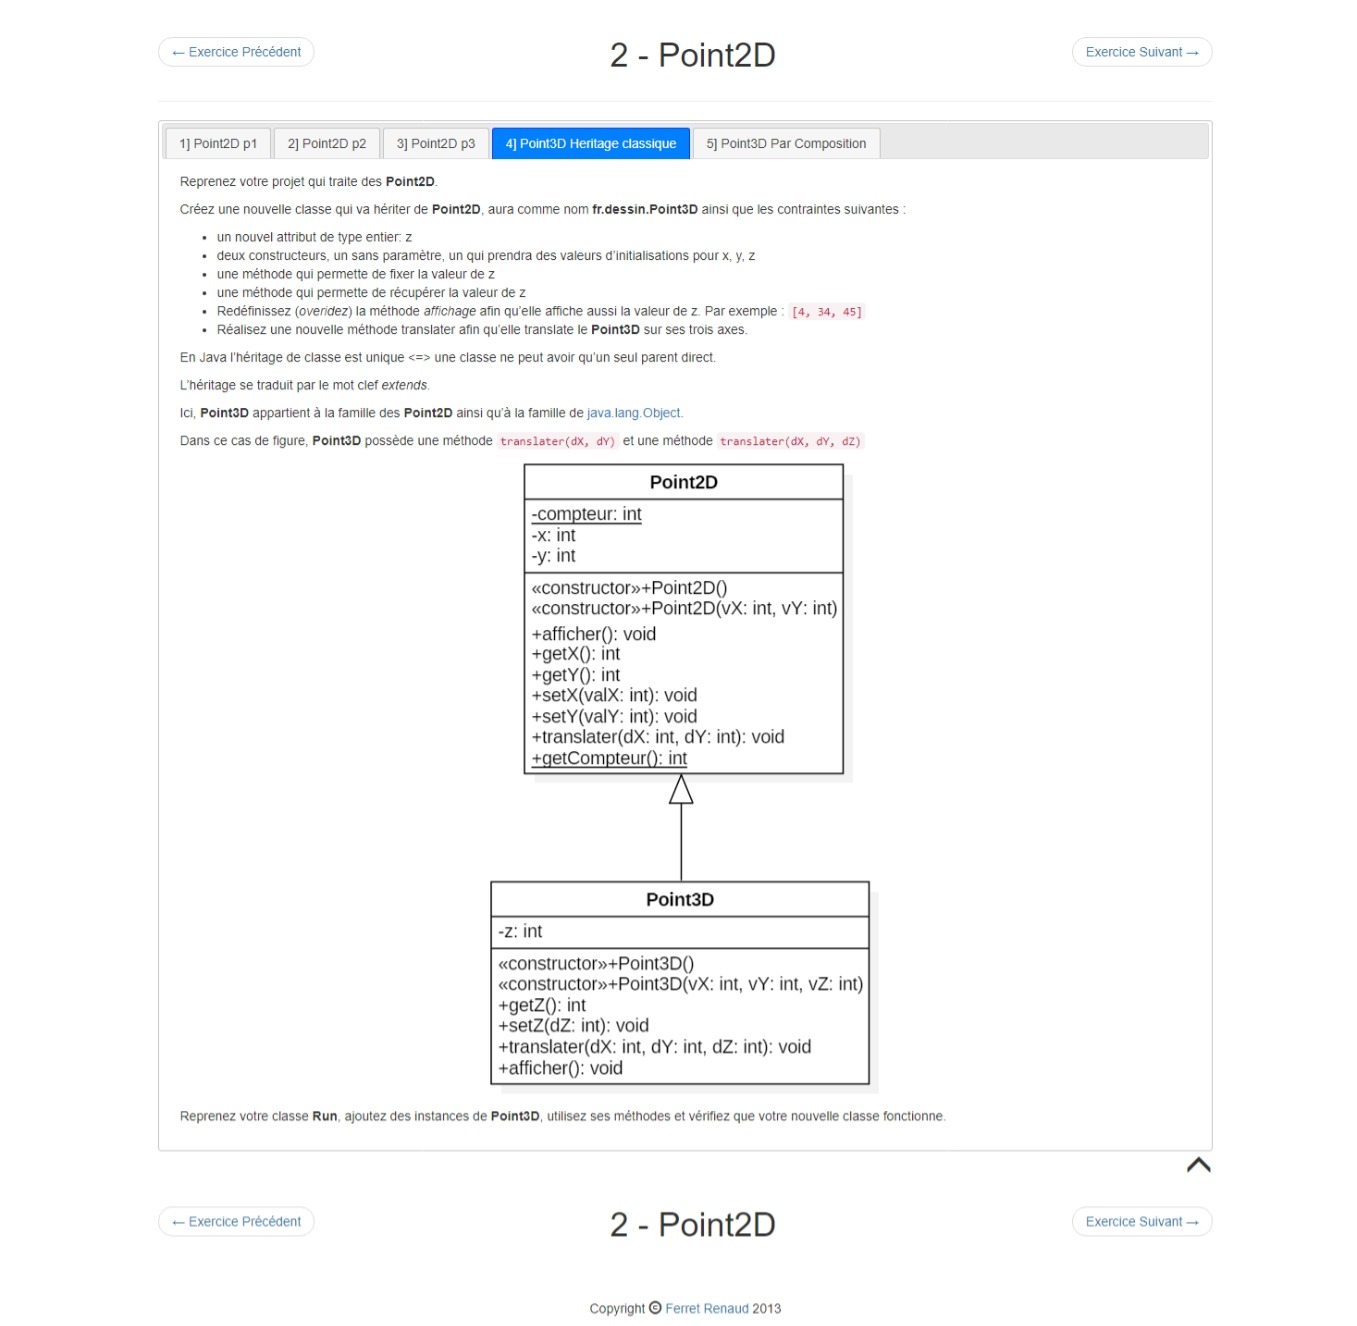 ← Exercice Précédent
2 - Point2D
Exercice Suivant →
1] Point2D p1
2] Point2D p2
3] Point2D p3
4] Point3D Heritage classique
5] Point3D Par Composition
Reprenez votre projet qui traite des Point2D.
Créez une nouvelle classe qui va hériter de Point2D, aura comme nom fr.dessin.Point3D ainsi que les contraintes suivantes :
• un nouvel attribut de type entier: z
• deux constructeurs, un sans paramètre, un qui prendra des valeurs d'initialisations pour x, y, z
• une méthode qui permette de fixer la valeur de z
• une méthode qui permette de récupérer la valeur de z
• Redéfinissez (overidez) la méthode affichage afin qu'elle affiche aussi la valeur de z. Par exemple : [4, 34, 45]
• Réalisez une nouvelle méthode translater afin qu'elle translate le Point3D sur ses trois axes.
En Java l'héritage de classe est unique <=> une classe ne peut avoir qu'un seul parent direct.
L'héritage se traduit par le mot clef extends.
Ici, Point3D appartient à la famille des Point2D ainsi qu'à la famille de java.lang.Object.
Dans ce cas de figure, Point3D possède une méthode translater(dX, dY) et une méthode translater(dX, dY, dZ)
Point2D
-compteur: int
-x: int
-y: int
«constructor»+Point2D()
«constructor»+Point2D(vX: int, vY: int)
+afficher(): void
+getX(): int
+getY(): int
+setX(valX: int): void
+setY(valY: int): void
+translater(dX: int, dY: int): void
+getCompteur(): int
Point3D
-z: int
«constructor»+Point3D()
«constructor»+Point3D(vX: int, vY: int, vZ: int)
+getZ(): int
+setZ(dZ: int): void
+translater(dX: int, dY: int, dZ: int): void
+afficher(): void
Reprenez votre classe Run, ajoutez des instances de Point3D, utilisez ses méthodes et vérifiez que votre nouvelle classe fonctionne.
← Exercice Précédent
2 - Point2D
Exercice Suivant →
Copyright © Ferret Renaud 2013